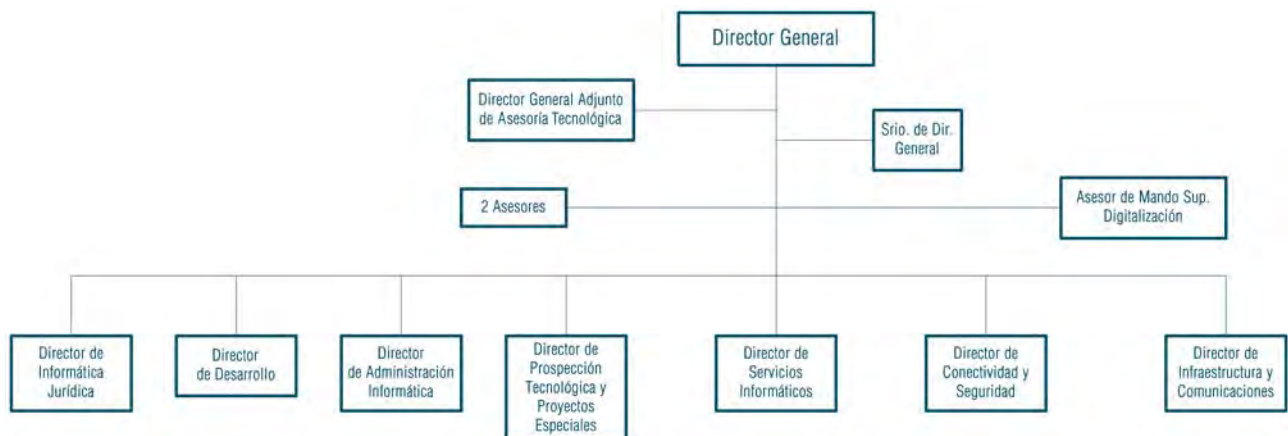 Director General
Director General Adjunto
de Asesoría Tecnológica
Srio. de Dir.
General
2 Asesores
Asesor de Mando Sup.
Digitalización
Director de
Informática
Jurídica
Director
de Desarrollo
Director
de Administración
Informática
Director de
Prospección
Tecnológica y
Proyectos
Especiales
Director de
Servicios
Informáticos
Director de
Conectividad y
Seguridad
Director de
Infraestructura y
Comunicaciones